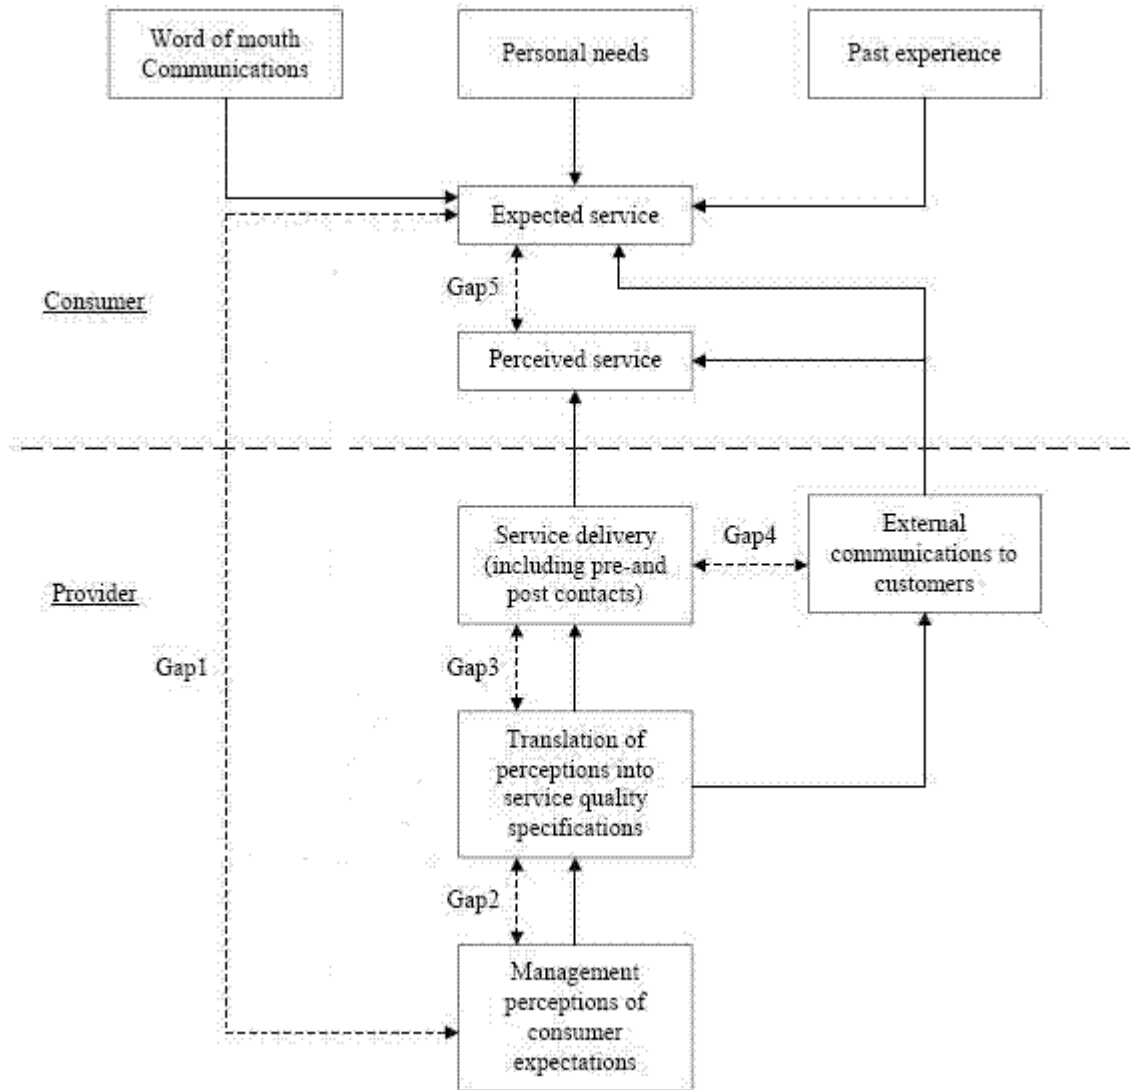 Word of mouth
Communications
Personal needs
Past experience
Expected service
Gap5
Consumer
Perceived service
Service delivery
(including pre-and
post contacts)
Gap4
External
communications to
customers
Provider
Gap1
Gap3
Translation of
perceptions into
service quality
specifications
Gap2
Management
perceptions of
consumer
expectations